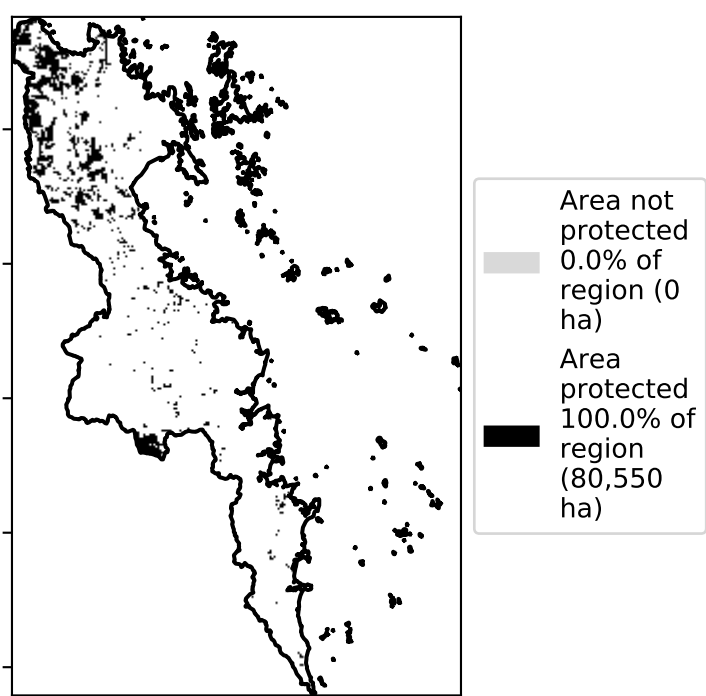 Area not
protected
0.0% of
region (0
ha)
Area
protected
100.0% of
region
(80,550
ha)